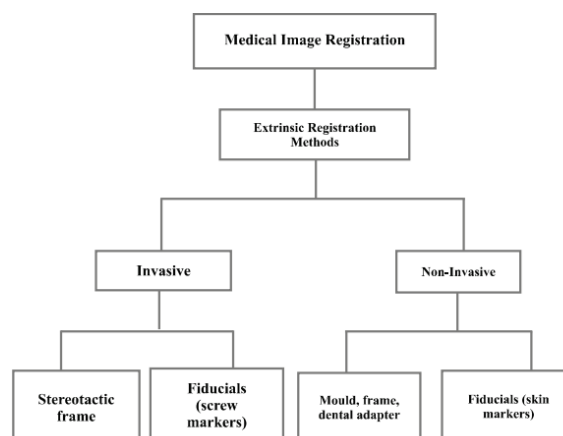 Medical Image Registration
Extrinsic Registration
Methods
Invasive
Non-Invasive
Stereotactic
frame
Fiducials
(screw
markers)
Mould, frame,
dental adapter
Fiducials (skin
markers)